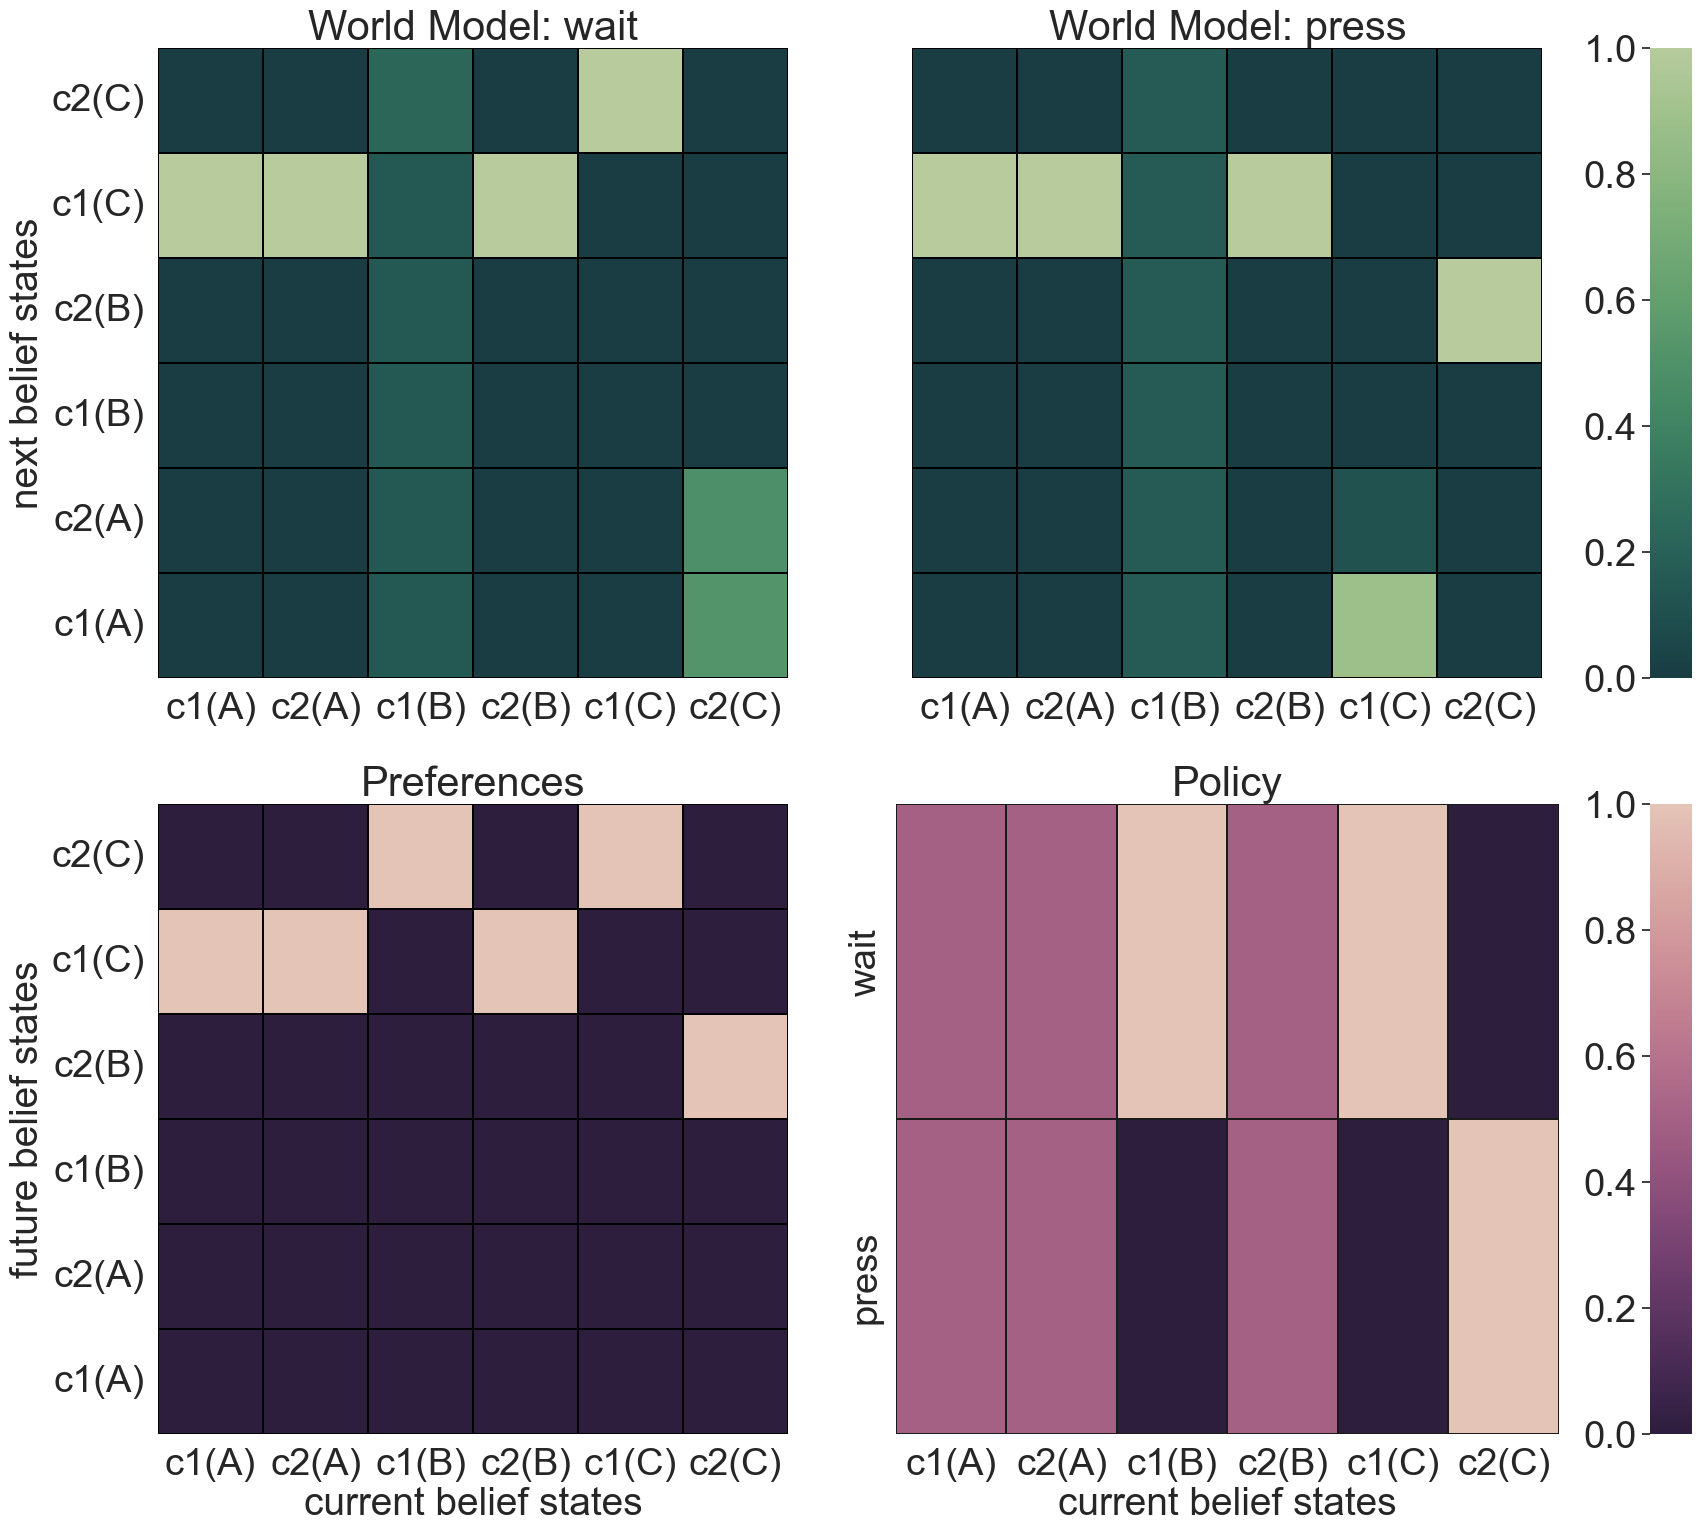 World Model: wait
World Model: press
next belief states
c2(C)
c1(C)
c2(B)
c1(B)
c2(A)
c1(A)
c1(A) c2(A) c1(B) c2(B) c1(C) c2(C)
c1(A) c2(A) c1(B) c2(B) c1(C) c2(C)
1.0
0.8
0.6
0.4
0.2
0.0
Preferences
Policy
future belief states
c2(C)
c1(C)
c2(B)
c1(B)
c2(A)
c1(A)
c1(A) c2(A) c1(B) c2(B) c1(C) c2(C)
current belief states
wait
press
c1(A) c2(A) c1(B) c2(B) c1(C) c2(C)
current belief states
1.0
0.8
0.6
0.4
0.2
0.0